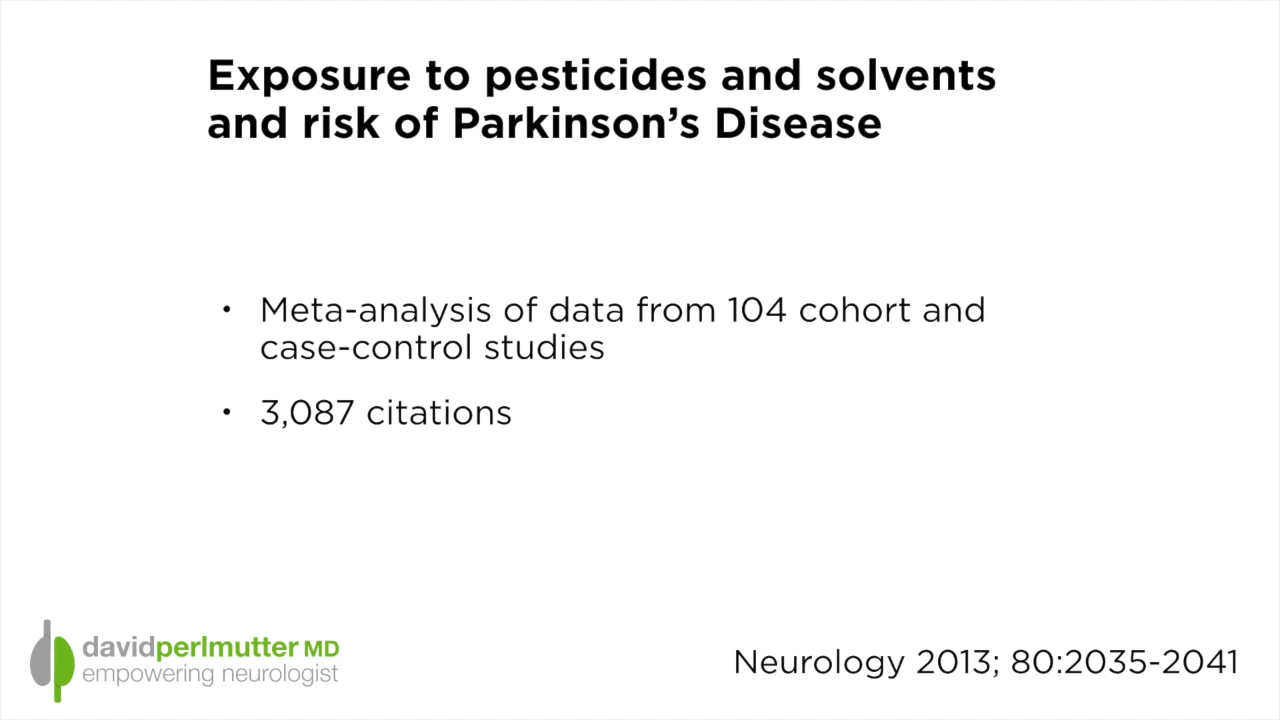 Exposure to pesticides and solvents
and risk of Parkinson’s Disease
• Meta-analysis of data from 104 cohort and
case-control studies
• 3,087 citations
davidperlmutter MD
empowering neurologist
Neurology 2013; 80:2035-2041